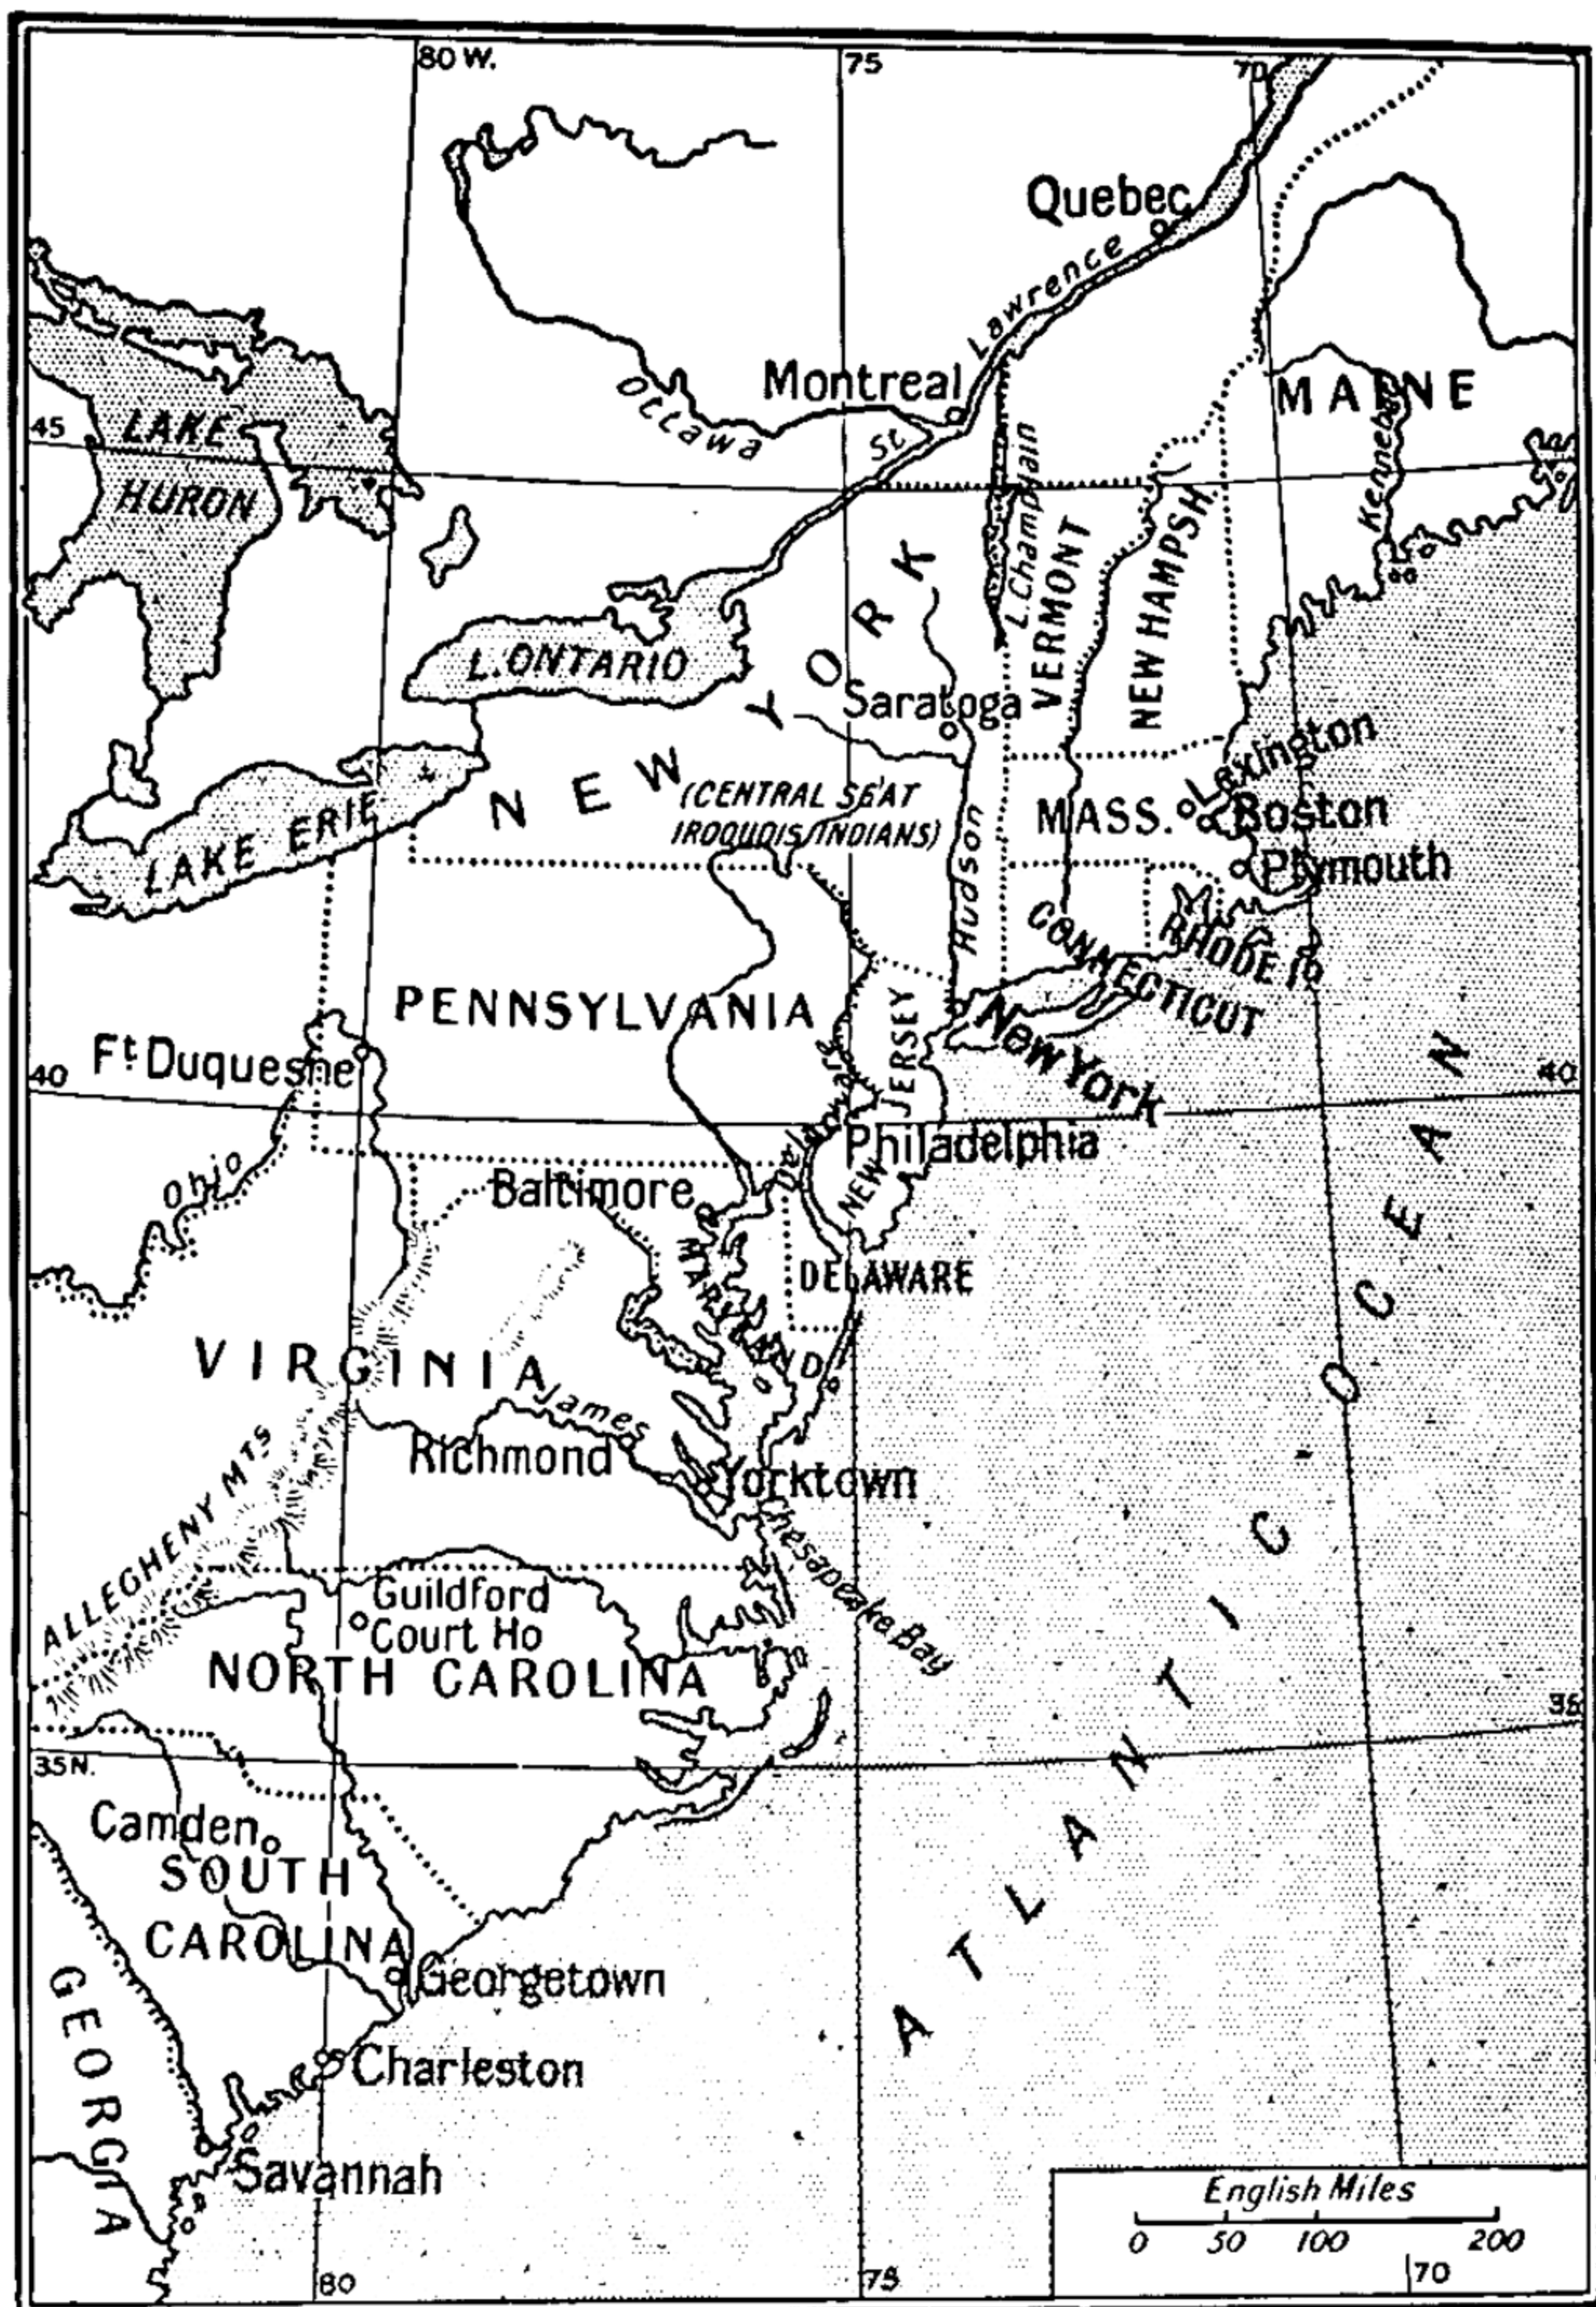 80 W.
75
70
Quebec
Lawrence
Montreal
St
Ottawa
MAINE
Kennebec
45
LAKE
HURON
L. Champlain
VERMONT
NEW HAMPSH.
L. ONTARIO
NEW YORK
Saratoga
(CENTRAL SEAT
IROQUOIS INDIANS)
Hudson
LAKE ERIE
MASS.
Lexington
Boston
Plymouth
CONNECTICUT
RHODE I.
PENNSYLVANIA
NEW JERSEY
New York
Ft. Duquesne
40
40
Delaware
Philadelphia
Ohio
Baltimore
MARYLAND
DELAWARE
VIRGINIA
James
Richmond
Yorktown
Chesapeake Bay
ALLEGHENY MTS
Guildford
Court Ho
NORTH CAROLINA
35 N.
35
Camden
SOUTH
CAROLINA
Georgetown
GEORGIA
Charleston
Savannah
ATLANTIC - OCEAN
English Miles
0 50 100 200
80
75
70